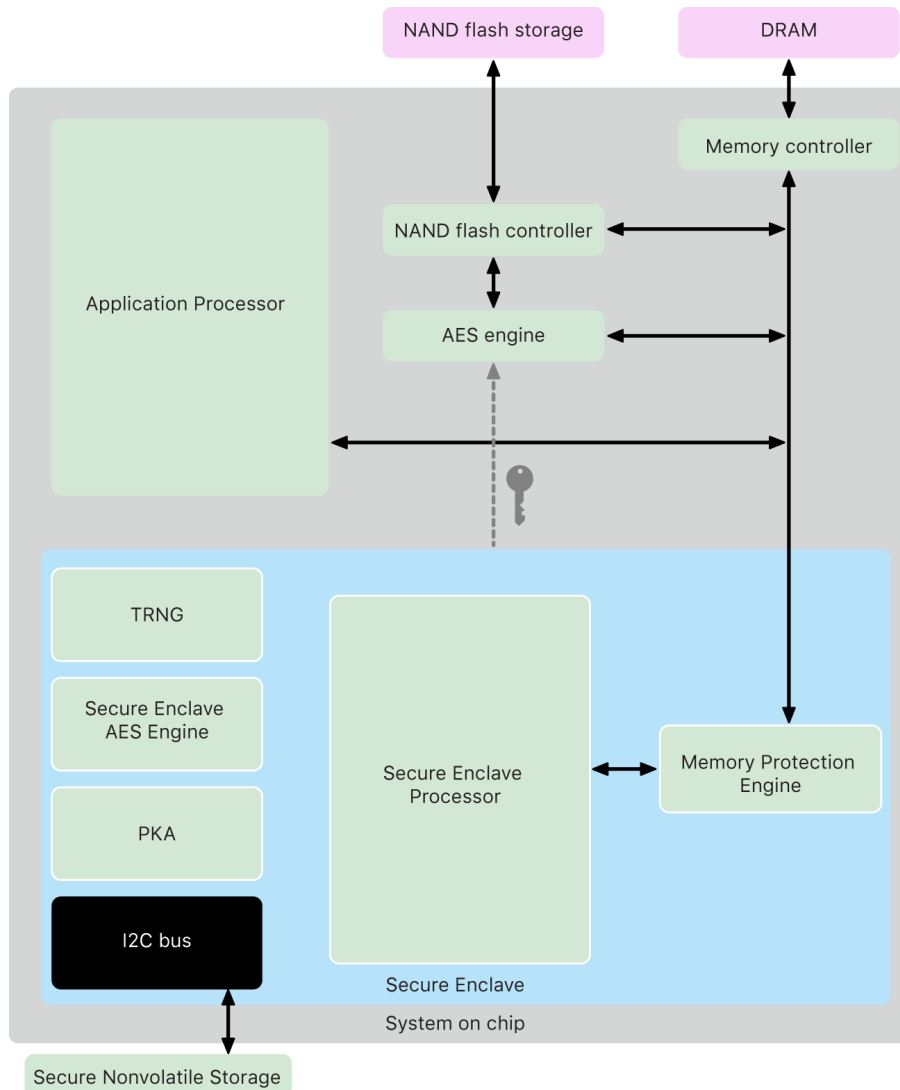 NAND flash storage
DRAM
Memory controller
NAND flash controller
Application Processor
AES engine
TRNG
Secure Enclave
AES Engine
Secure Enclave
Processor
Memory Protection
Engine
PKA
I2C bus
Secure Enclave
System on chip
Secure Nonvolatile Storage